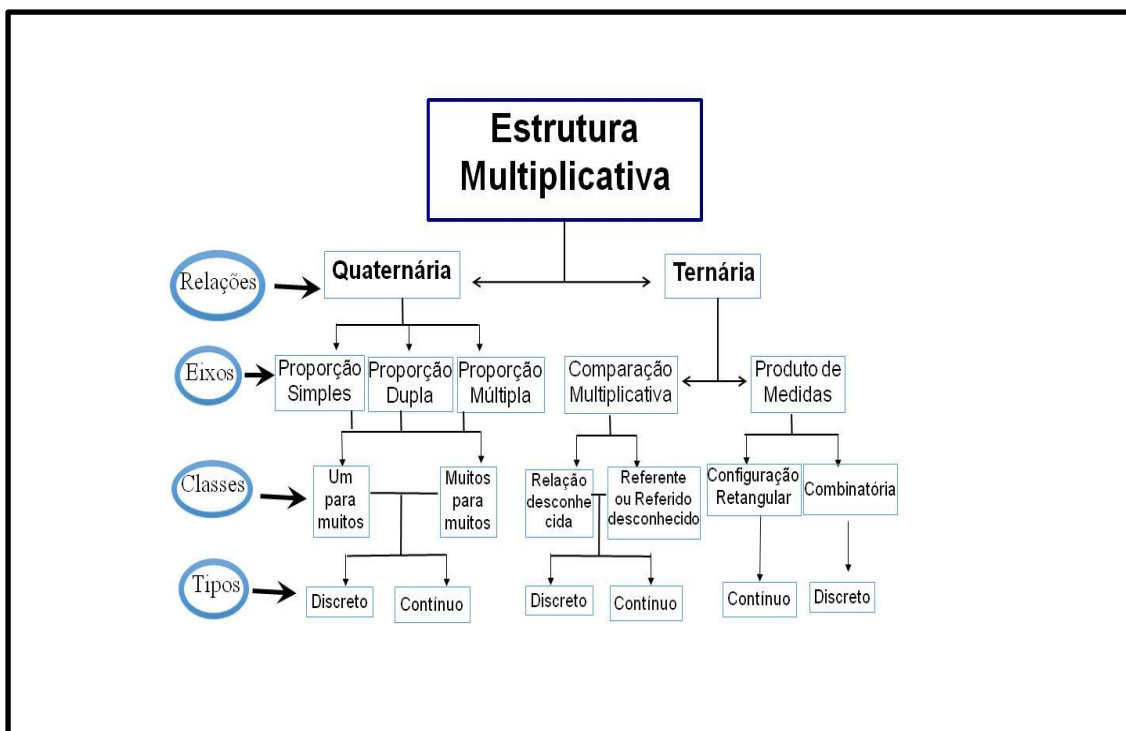 Estrutura
Multiplicativa
Relações
Quaternária
Ternária
Eixos
Proporção
Simples
Proporção
Dupla
Proporção
Múltipla
Comparação
Multiplicativa
Produto de
Medidas
Classes
Um
para
muitos
Muitos
para
muitos
Relação
desconhe
cida
Referente
ou Referido
desconhecido
Configuração
Retangular
Combinatória
Tipos
Discreto
Contínuo
Discreto
Contínuo
Contínuo
Discreto